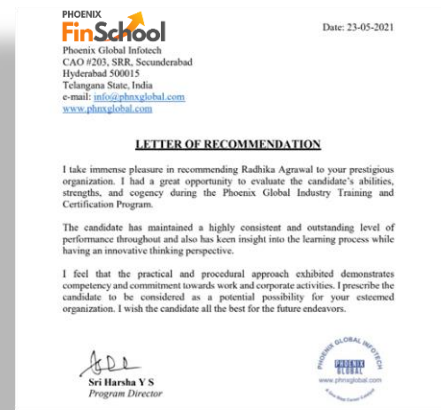 PHOENIX
FinSchool
Date: 23-05-2021
Phoenix Global Infotech
CAO #203, SRR, Secunderabad
Hyderabad 500015
Telangana State, India
e-mail: info@phnxglobal.com
www.phnxglobal.com
LETTER OF RECOMMENDATION
I take immense pleasure in recommending Radhika Agrawal to your prestigious
organization. I had a great opportunity to evaluate the candidate's abilities,
strengths, and cogency during the Phoenix Global Industry Training and
Certification Program.
The candidate has maintained a highly consistent and outstanding level of
performance throughout and also has keen insight into the learning process while
having an innovative thinking perspective.
I feel that the practical and procedural approach exhibited demonstrates
competency and commitment towards work and corporate activities. I prescribe the
candidate to be considered as a potential possibility for your esteemed
organization. I wish the candidate all the best for the future endeavors.
Sri Harsha Y S
Program Director
PHOENIX GLOBAL INFOTECH
PHOENIX
GLOBAL
www.phnxglobal.com